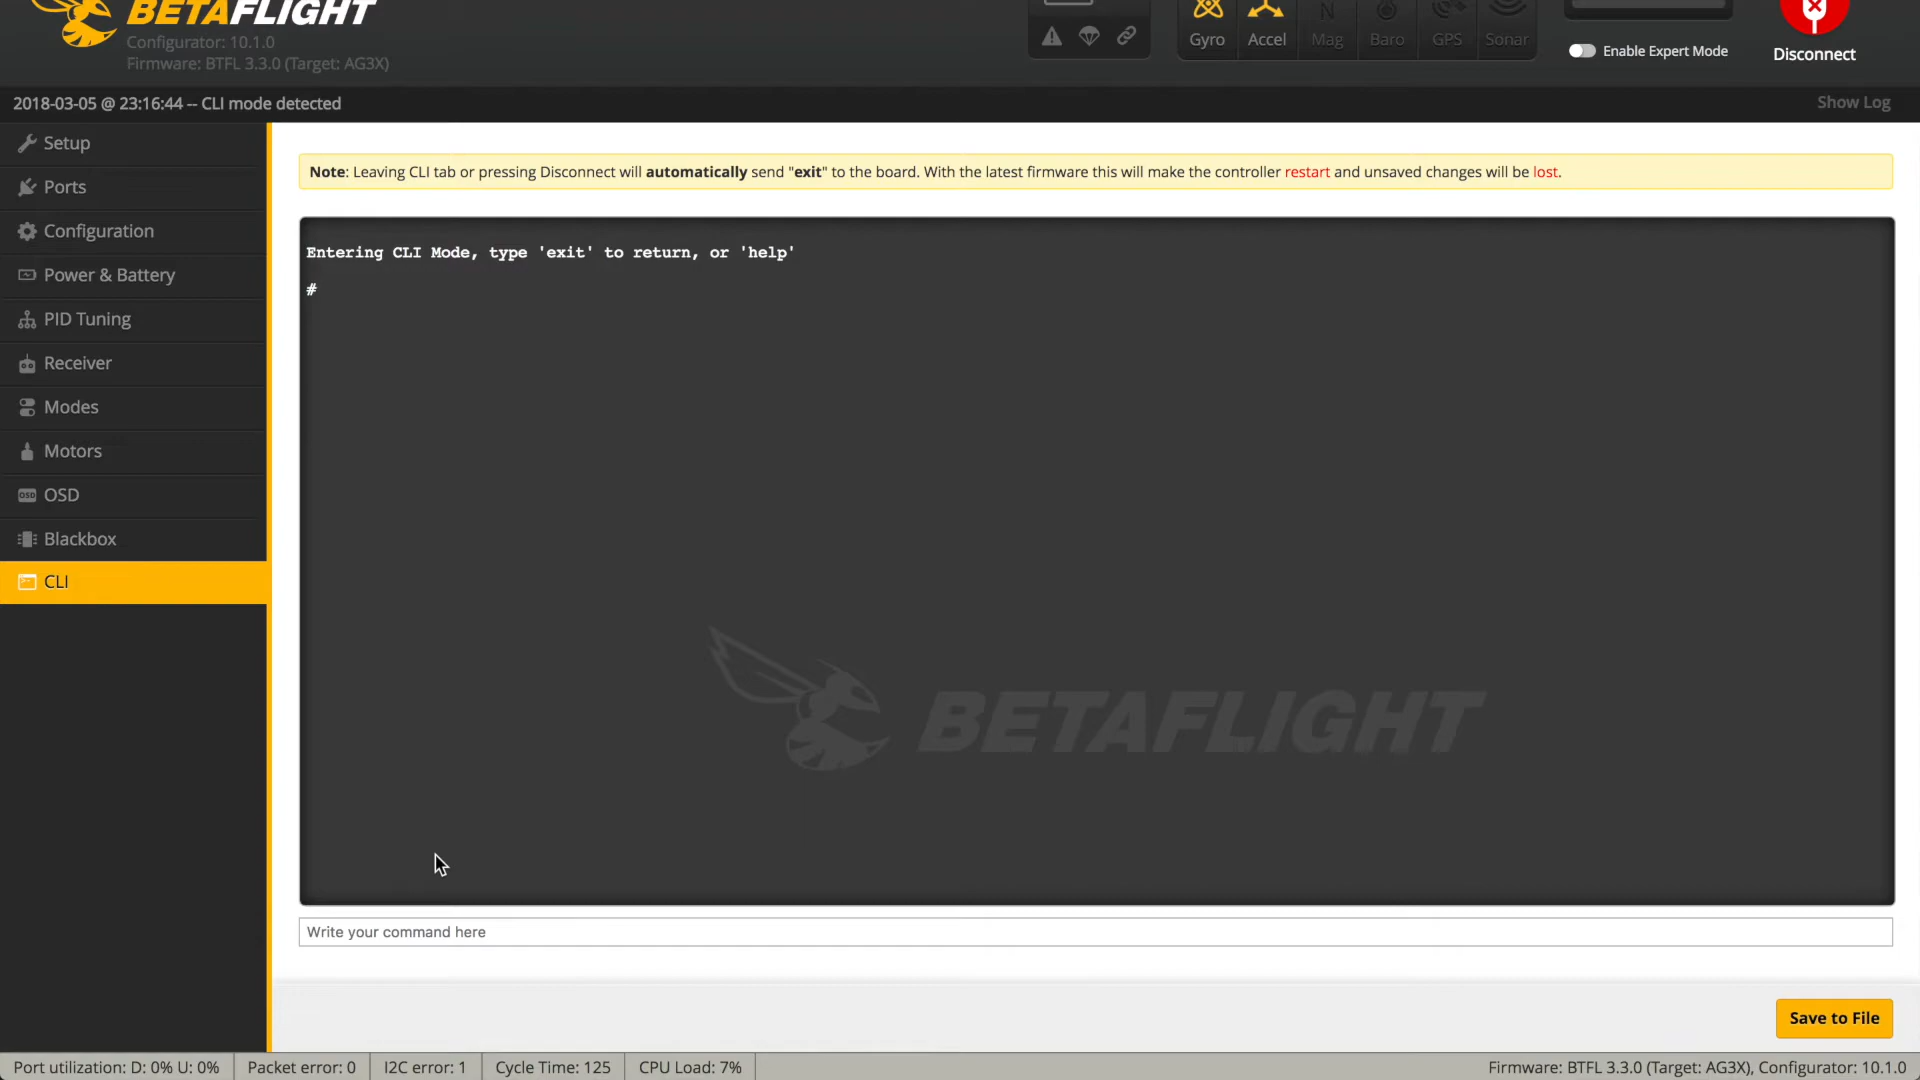 BETAFLIGHT
Configurator: 10.1.0
Firmware: BTFL 3.3.0 (Target: AG3X)
Gyro
Accel
Mag
Baro
GPS
Sonar
Enable Expert Mode
Disconnect
2018-03-05 @ 23:16:44 -- CLI mode detected
Show Log
Setup
Ports
Configuration
Power & Battery
PID Tuning
Receiver
Modes
Motors
OSD
OSD
Blackbox
CLI
Note: Leaving CLI tab or pressing Disconnect will automatically send "exit" to the board. With the latest firmware this will make the controller restart and unsaved changes will be lost.
Entering CLI Mode, type 'exit' to return, or 'help'
#
BETAFLIGHT
Write your command here
Save to File
Port utilization: D: 0% U: 0%
Packet error: 0
I2C error: 1
Cycle Time: 125
CPU Load: 7%
Firmware: BTFL 3.3.0 (Target: AG3X), Configurator: 10.1.0